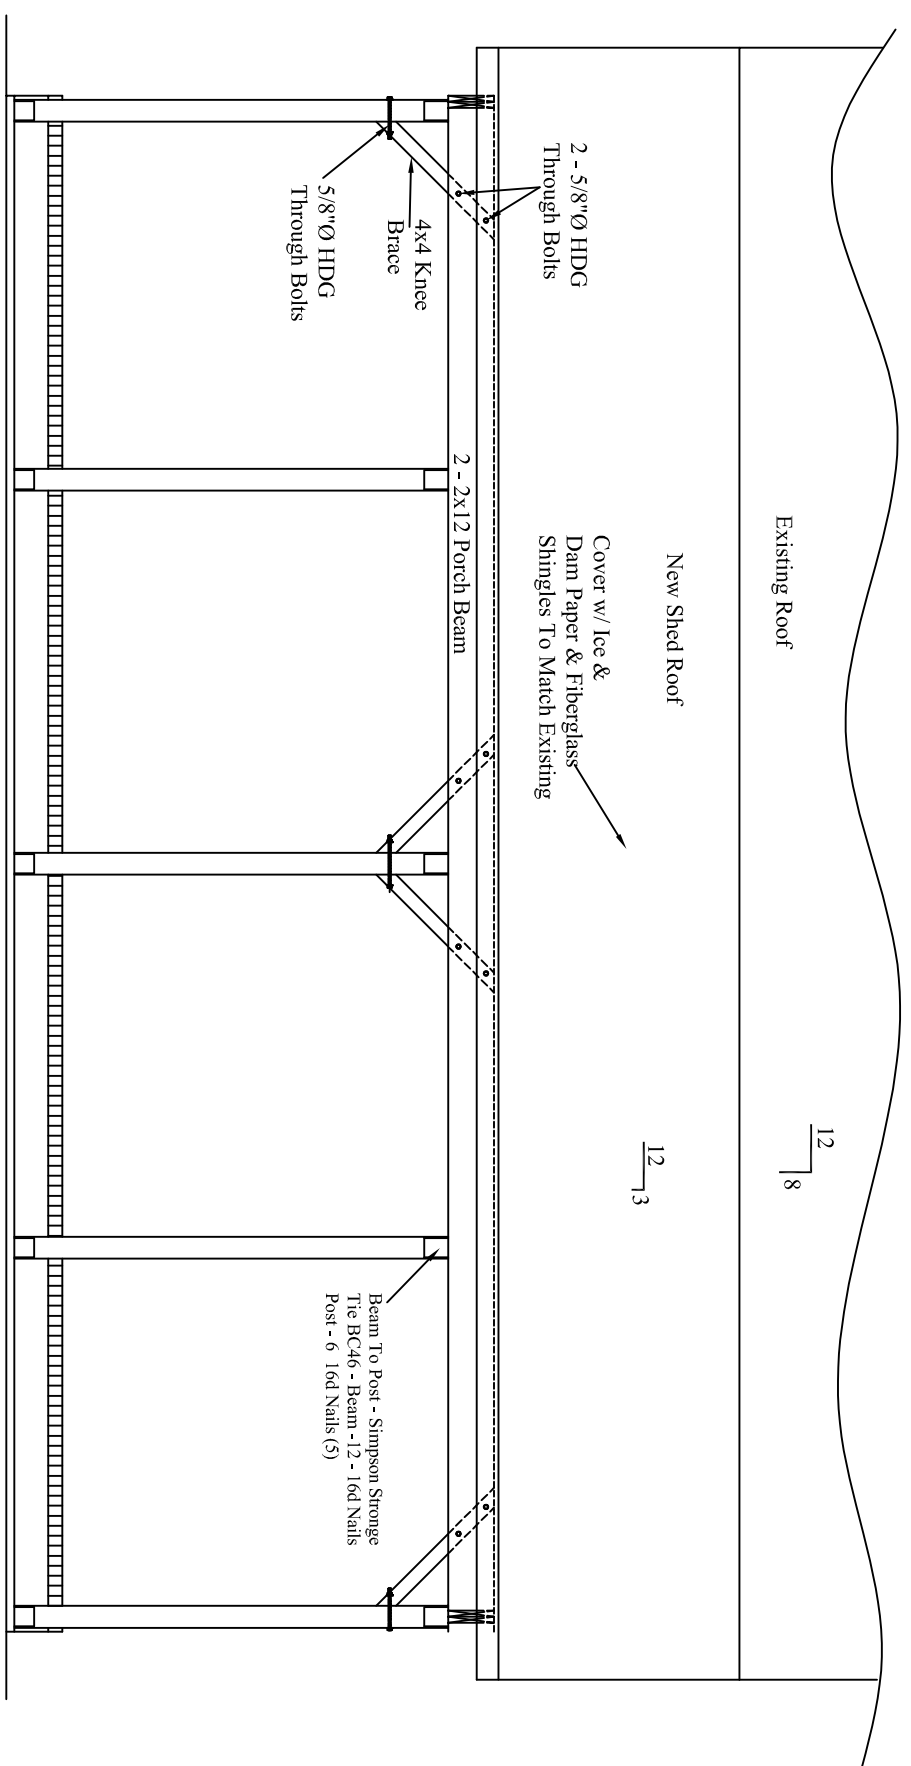 Existing Roof
12
8
New Shed Roof
12
3
Cover w/ Ice &
Dam Paper & Fiberglass
Shingles To Match Existing
2 - 5/8"Ø HDG
Through Bolts
2 - 2x12 Porch Beam
4x4 Knee
Brace
5/8"Ø HDG
Through Bolts
Beam To Post - Simpson Stronge
Tie BC46 - Beam -12 - 16d Nails
Post - 6 16d Nails (5)